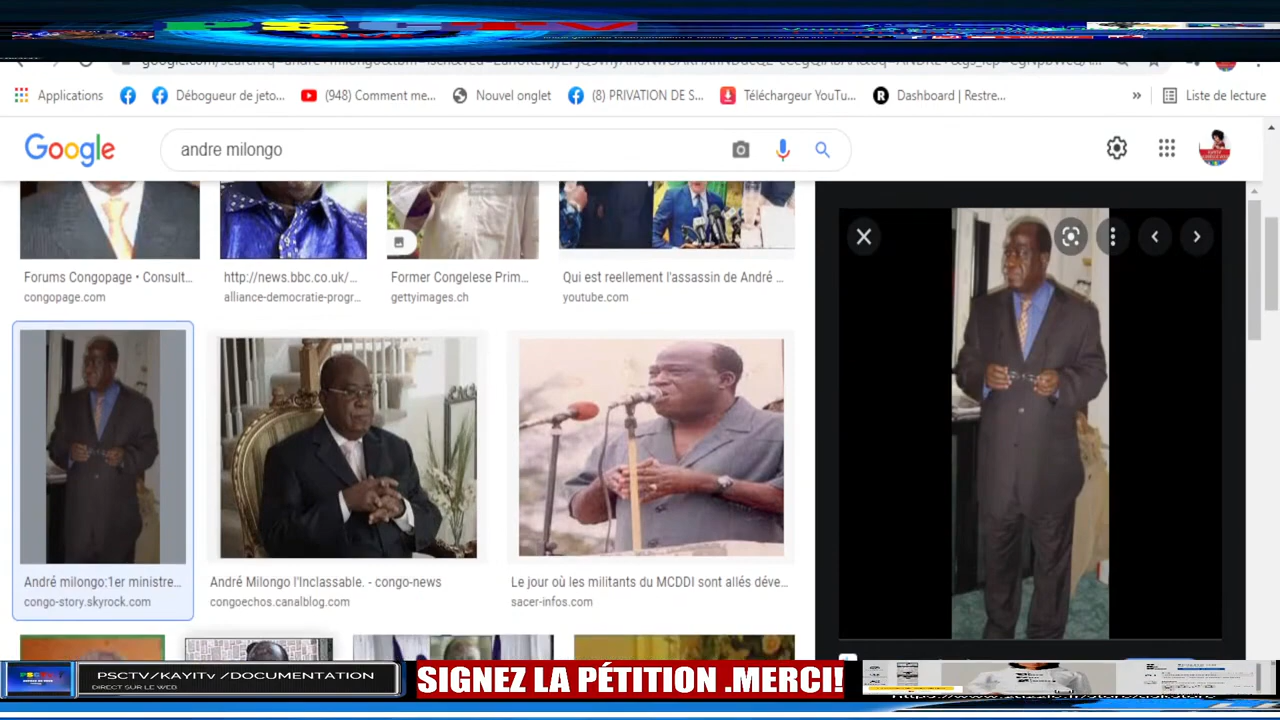 PSCTV
Applications
Débogueur de jeto...
(948) Comment me...
Nouvel onglet
(8) PRIVATION DE S...
Téléchargeur YouTu...
Dashboard | Restre...
»
Liste de lecture
Google
andre milongo
Forums Congopage • Consult...
congopage.com
http://news.bbc.co.uk/...
alliance-democratie-progr...
Former Congelese Prim...
gettyimages.ch
Qui est reellement l'assassin de André ...
youtube.com
André milongo:1er ministre...
congo-story.skyrock.com
André Milongo l'Inclassable. - congo-news
congoechos.canalblog.com
Le jour où les militants du MCDDI sont allés déve...
sacer-infos.com
PSCTV/KAYITV/DOCUMENTATION
DIRECT SUR LE WEB
SIGNEZ LA PÉTITION .MERCI!